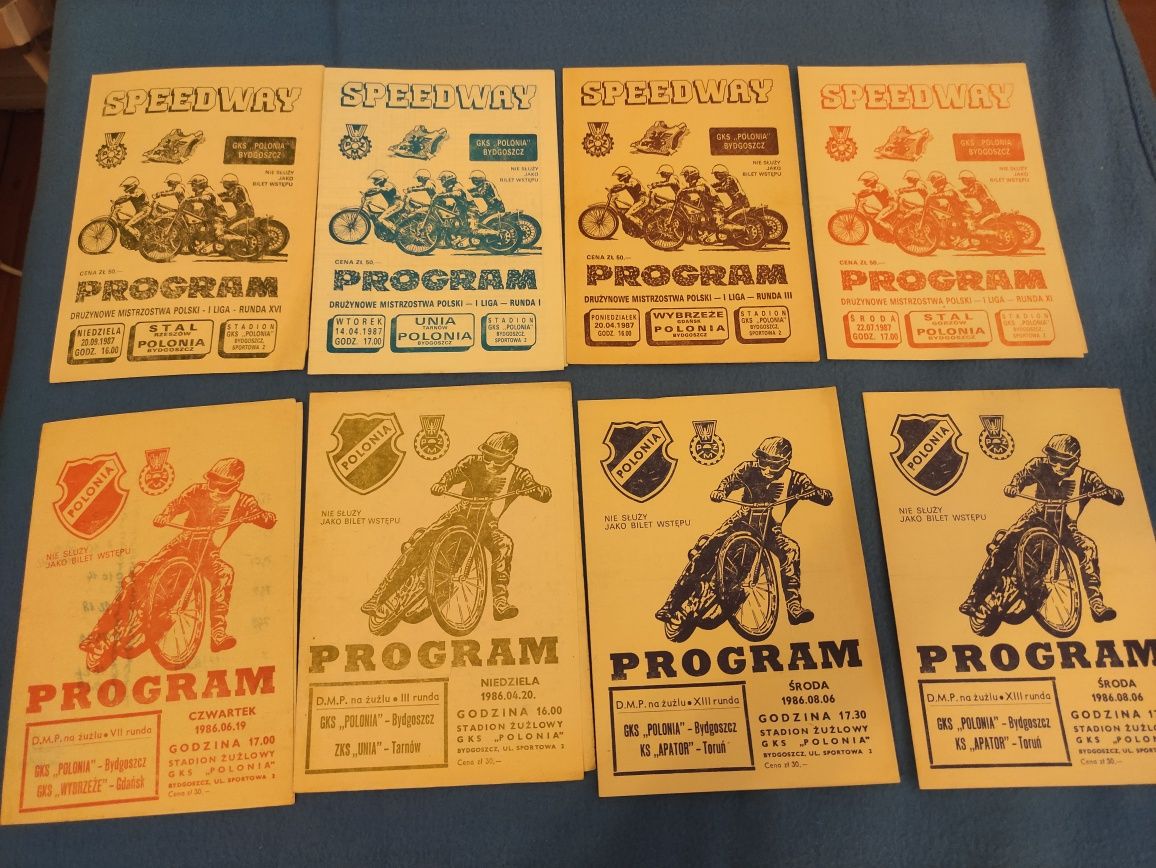 SPEEDWAY
GKS „POLONIA”
BYDGOSZCZ
NIE SŁUŻY
JAKO
BILET WSTĘPU
CENA ZŁ 50,—
PROGRAM
DRUŻYNOWE MISTRZOSTWA POLSKI - I LIGA - RUNDA XVI
NIEDZIELA
20.09.1987
GODZ. 16.00
STAL
RZESZÓW
POLONIA
BYDGOSZCZ
STADION
GKS „POLONIA”
BYDGOSZCZ,
SPORTOWA 2
SPEEDWAY
GKS „POLONIA”
BYDGOSZCZ
NIE SŁUŻY
JAKO
BILET WSTĘPU
CENA ZŁ 50,—
PROGRAM
DRUŻYNOWE MISTRZOSTWA POLSKI — I LIGA — RUNDA I
WTOREK
14.04.1987
GODZ. 17.00
UNIA
TARNÓW
POLONIA
BYDGOSZCZ
STADION
GKS „POLONIA”
BYDGOSZCZ,
SPORTOWA 2
SPEEDWAY
GKS „POLONIA”
BYDGOSZCZ
NIE SŁUŻY
JAKO
BILET WSTĘPU
CENA ZŁ 50,—
PROGRAM
DRUŻYNOWE MISTRZOSTWA POLSKI — I LIGA — RUNDA III
PONIEDZIAŁEK
20.04.1987
GODZ. 16.00
WYBRZEŻE
GDAŃSK
POLONIA
BYDGOSZCZ
STADION
GKS „POLONIA”
BYDGOSZCZ,
SPORTOWA 2
SPEEDWAY
GKS „POLONIA”
BYDGOSZCZ
NIE SŁUŻY
JAKO
BILET WSTĘPU
CENA ZŁ 50,—
PROGRAM
DRUŻYNOWE MISTRZOSTWA POLSKI — I LIGA — RUNDA XI
ŚRODA
22.07.1987
GODZ. 17.00
STAL
GORZÓW
POLONIA
BYDGOSZCZ
STADION
GKS „POLONIA”
BYDGOSZCZ,
SPORTOWA 2
POLONIA
PZM
NIE SŁUŻY
JAKO BILET WSTĘPU
PROGRAM
D.M.P. na żużlu • VII runda
GKS „POLONIA” - Bydgoszcz
GKS „WYBRZEŻE” - Gdańsk
CZWARTEK
1986.06.19
GODZINA 17.00
STADION ŻUŻLOWY
GKS „POLONIA”
BYDGOSZCZ, UL. SPORTOWA 2
Cena zł 30,—
POLONIA
PZM
NIE SŁUŻY
JAKO BILET WSTĘPU
PROGRAM
D.M.P. na żużlu • III runda
GKS „POLONIA” - Bydgoszcz
ZKS „UNIA” - Tarnów
NIEDZIELA
1986.04.20.
GODZINA 16.00
STADION ŻUŻLOWY
GKS „POLONIA”
BYDGOSZCZ, UL. SPORTOWA 2
Cena zł 30,—
POLONIA
PZM
NIE SŁUŻY
JAKO BILET WSTĘPU
PROGRAM
D.M.P. na żużlu • XIII runda
GKS „POLONIA” - Bydgoszcz
KS „APATOR” - Toruń
ŚRODA
1986.08.06
GODZINA 17.30
STADION ŻUŻLOWY
GKS „POLONIA”
BYDGOSZCZ, UL. SPORTOWA 2
Cena zł 30,—
POLONIA
PZM
NIE SŁUŻY
JAKO BILET WSTĘPU
PROGRAM
D.M.P. na żużlu • XIII runda
GKS „POLONIA” - Bydgoszcz
KS „APATOR” - Toruń
ŚRODA
1986.08.06
GODZINA 17
STADION ŻUŻLO
GKS „POLONI
BYDGOSZCZ, UL. SPORTOW
Cena zł 30,—